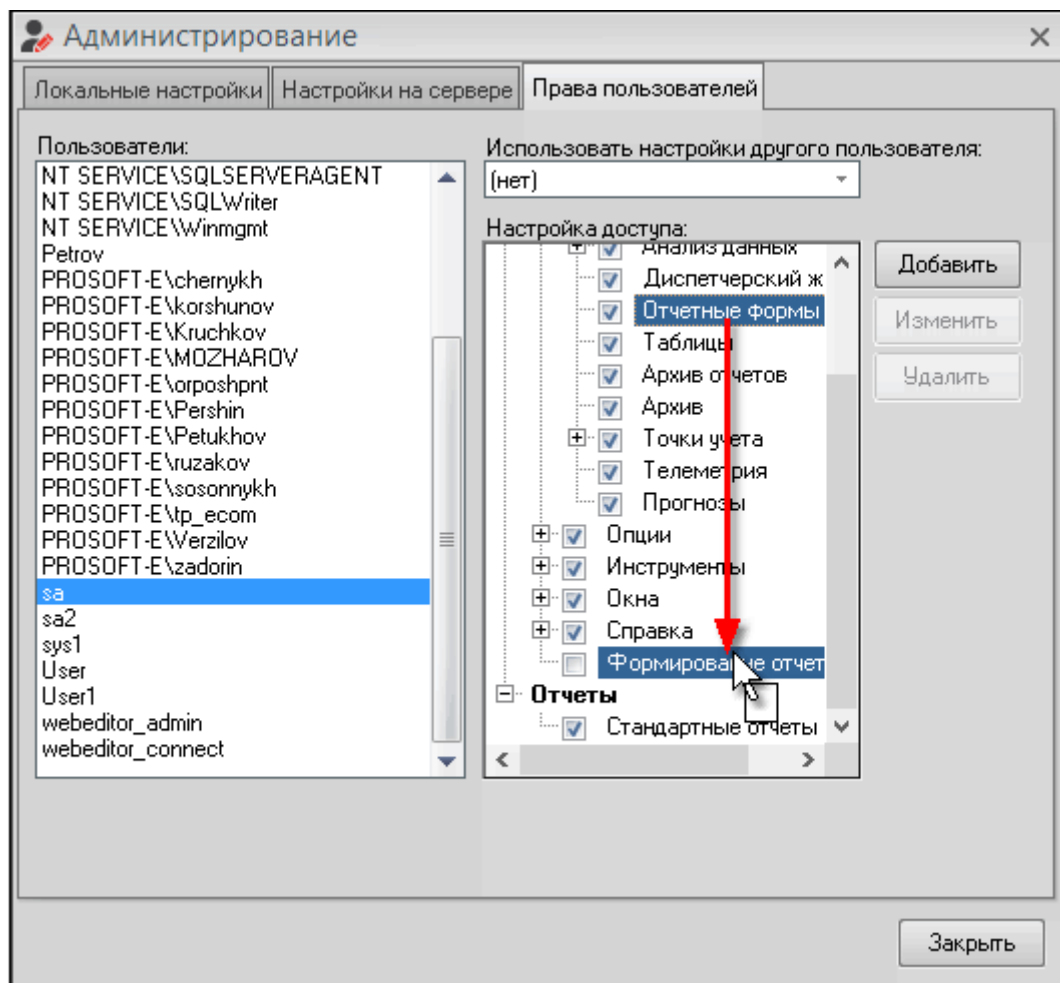 Администрирование
Локальные настройки Настройки на сервере Права пользователей
Пользователи:
NT SERVICE\SQLSERVERAGENT
NT SERVICE\SQLWriter
NT SERVICE\Winmgmt
Petrov
PROSOFT-E\chernykh
PROSOFT-E\korshunov
PROSOFT-E\Kruchkov
PROSOFT-E\MOZHAROV
PROSOFT-E\orposhpnt
PROSOFT-E\Pershin
PROSOFT-E\Petukhov
PROSOFT-E\ruzakov
PROSOFT-E\sosonnykh
PROSOFT-E\tp_ecom
PROSOFT-E\Verzilov
PROSOFT-E\zadorin
sa
sa2
sys1
User
User1
webeditor_admin
webeditor_connect
Использовать настройки другого пользователя:
(нет)
Настройка доступа:
Анализ данных
Диспетчерский ж
Отчетные формы
Таблицы
Архив отчетов
Архив
Точки учета
Телеметрия
Прогнозы
Опции
Инструменты
Окна
Справка
Формирование отчет
Отчеты
Стандартные отчеты
Добавить
Изменить
Удалить
Закрыть